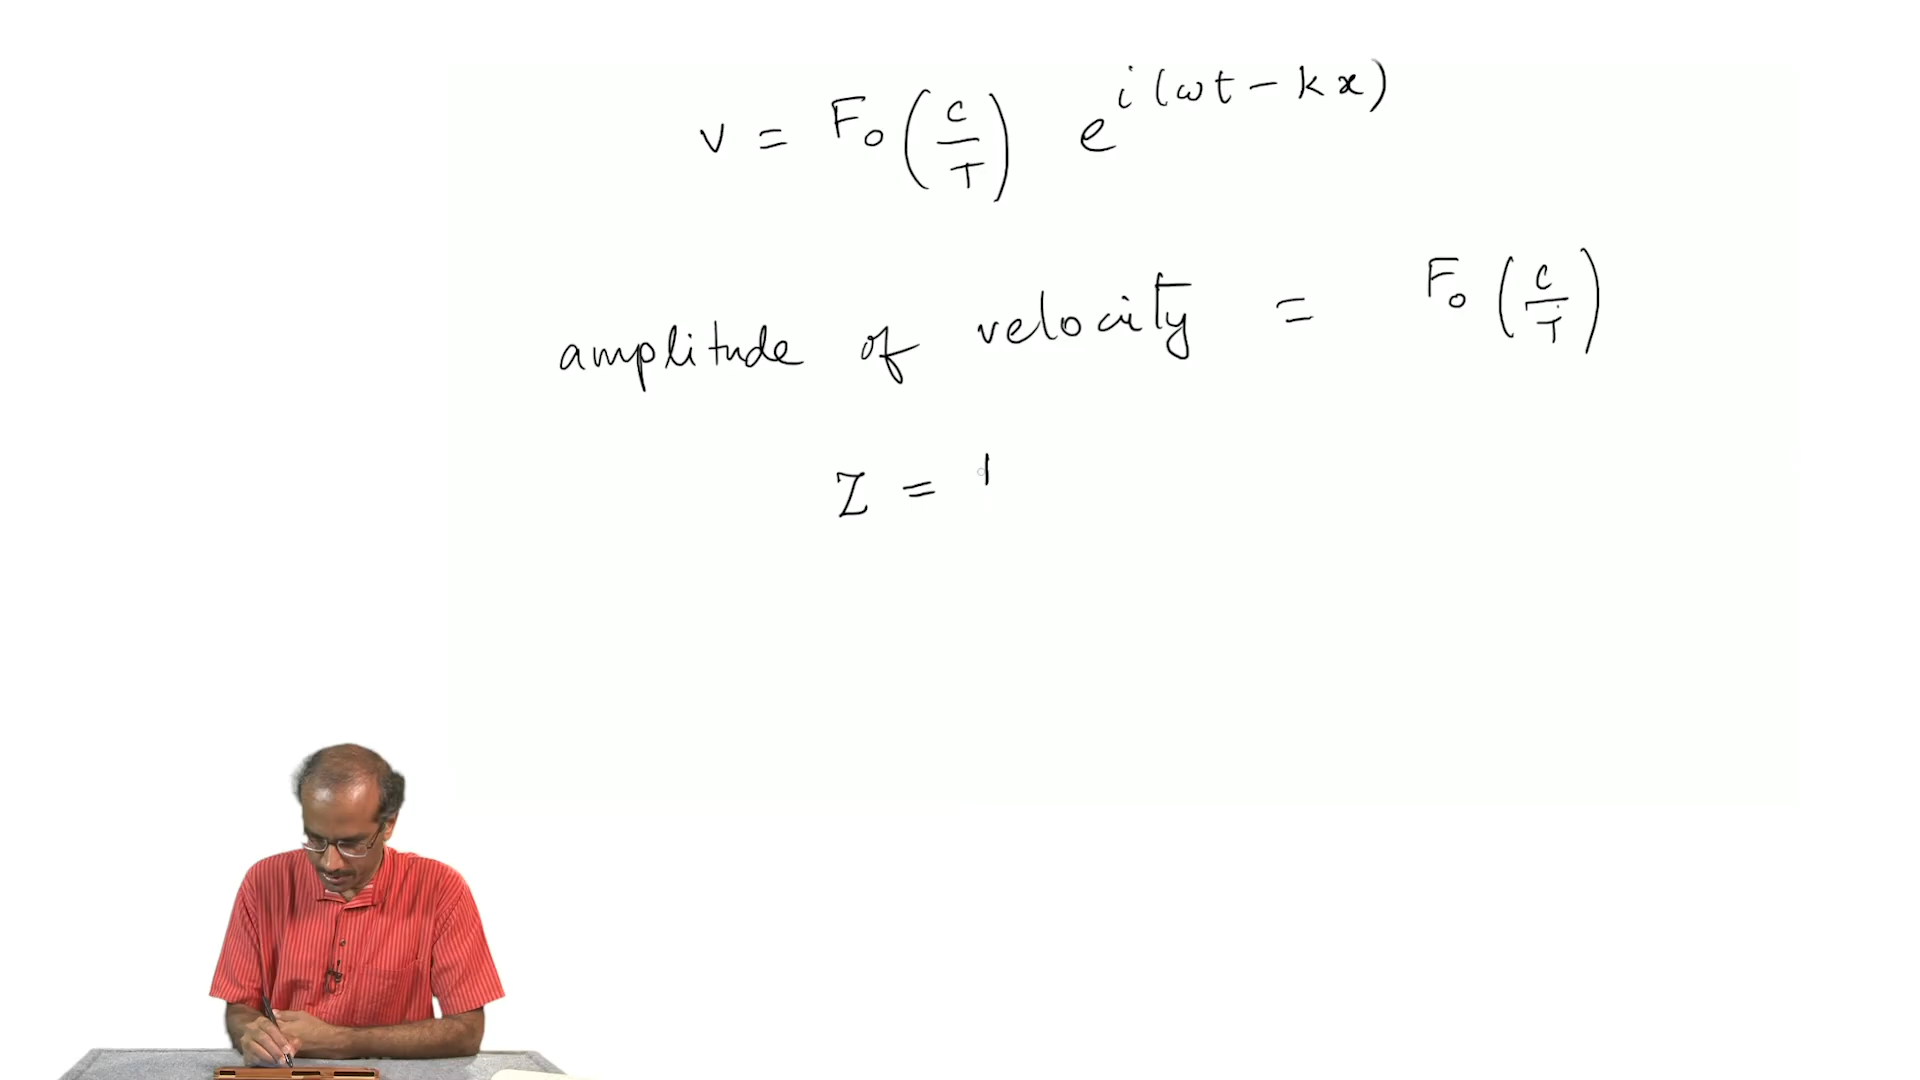 v = F₀ (c/T) e^{i(ωt - kx)}
amplitude of velocity = F₀ (c/T)
Z =